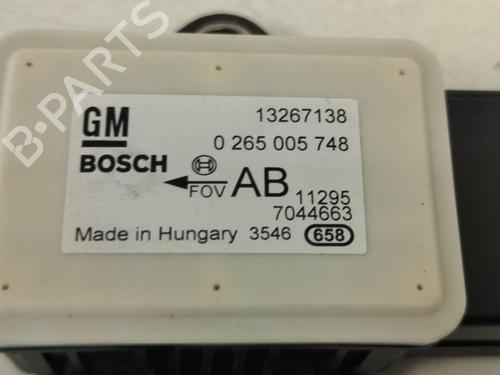 B-PARTS
GM
13267138
0 265 005 748
BOSCH
FOV
AB
11295
7044663
Made in Hungary 3546 658